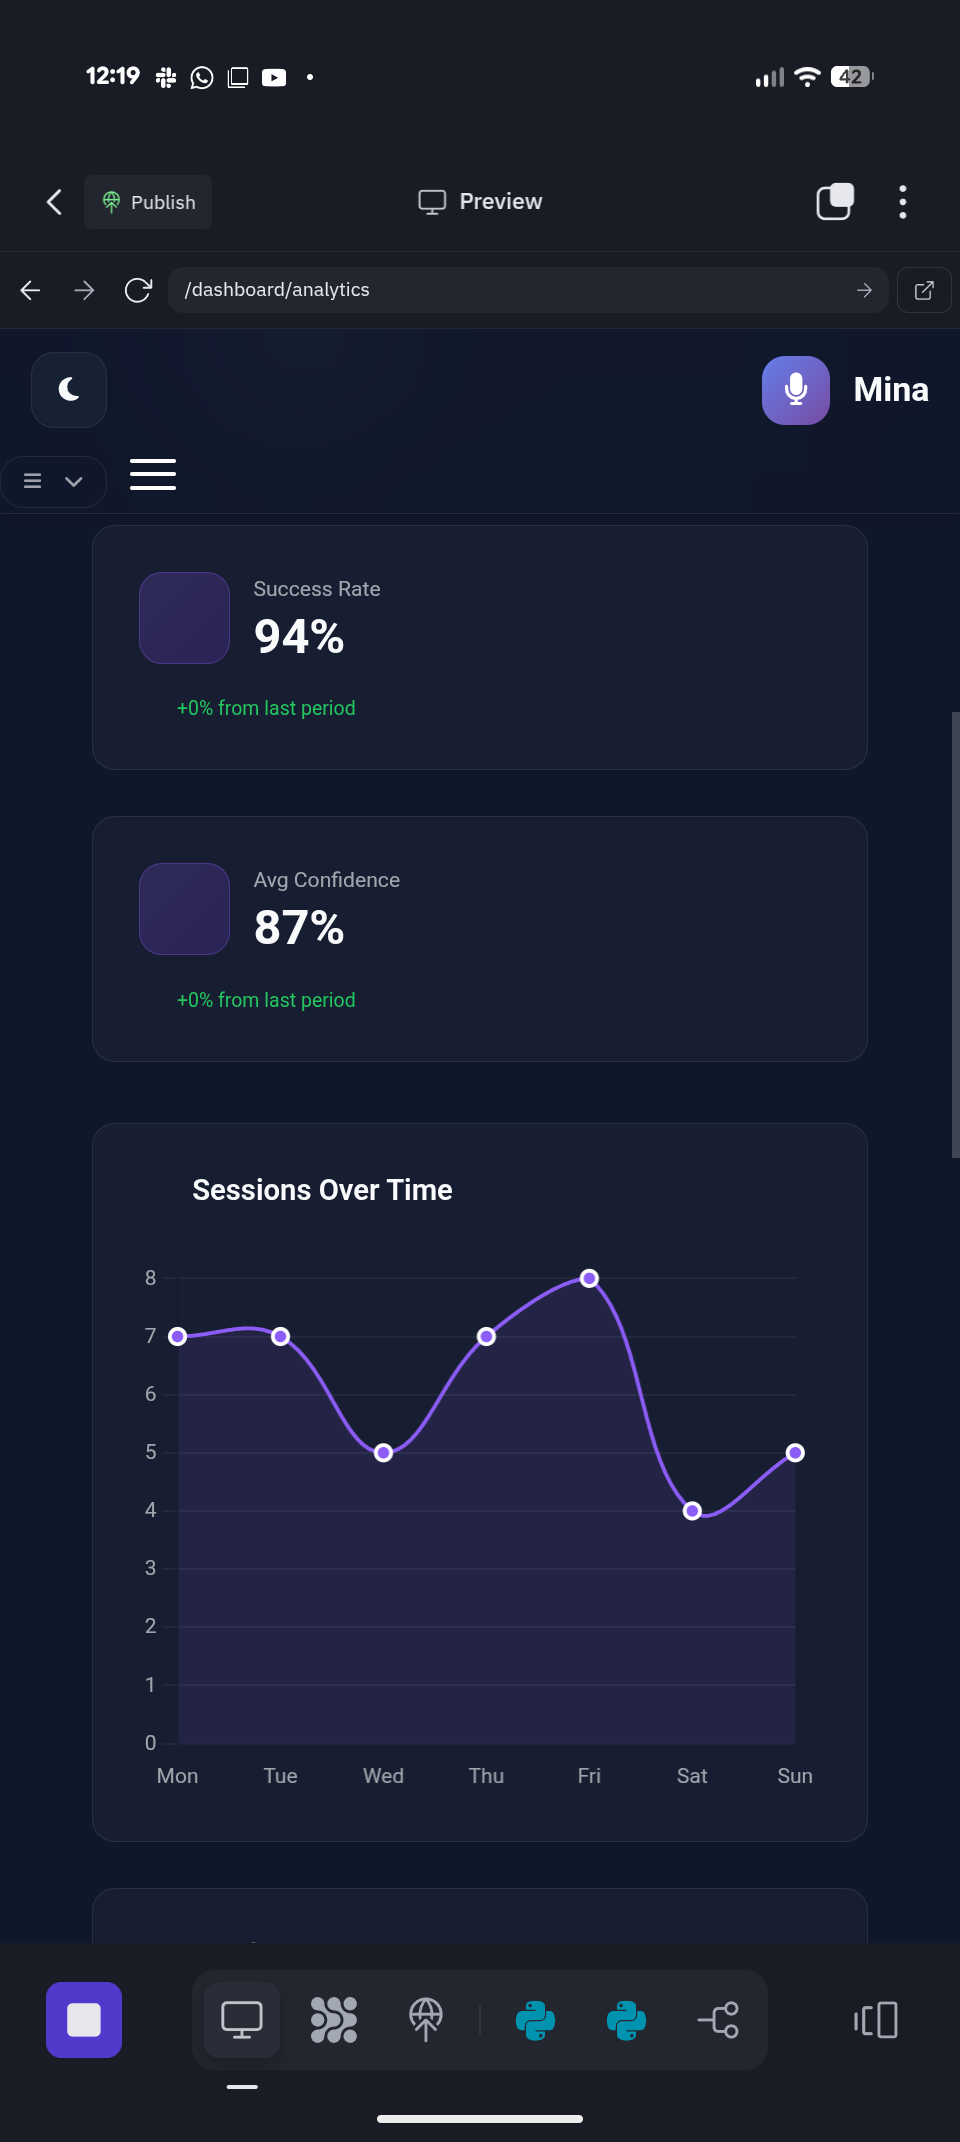 12:19
42
Publish
Preview
/dashboard/analytics
Mina
Success Rate
94%
+0% from last period
Avg Confidence
87%
+0% from last period
Sessions Over Time
8
7
6
5
4
3
2
1
0
Mon Tue Wed Thu Fri Sat Sun